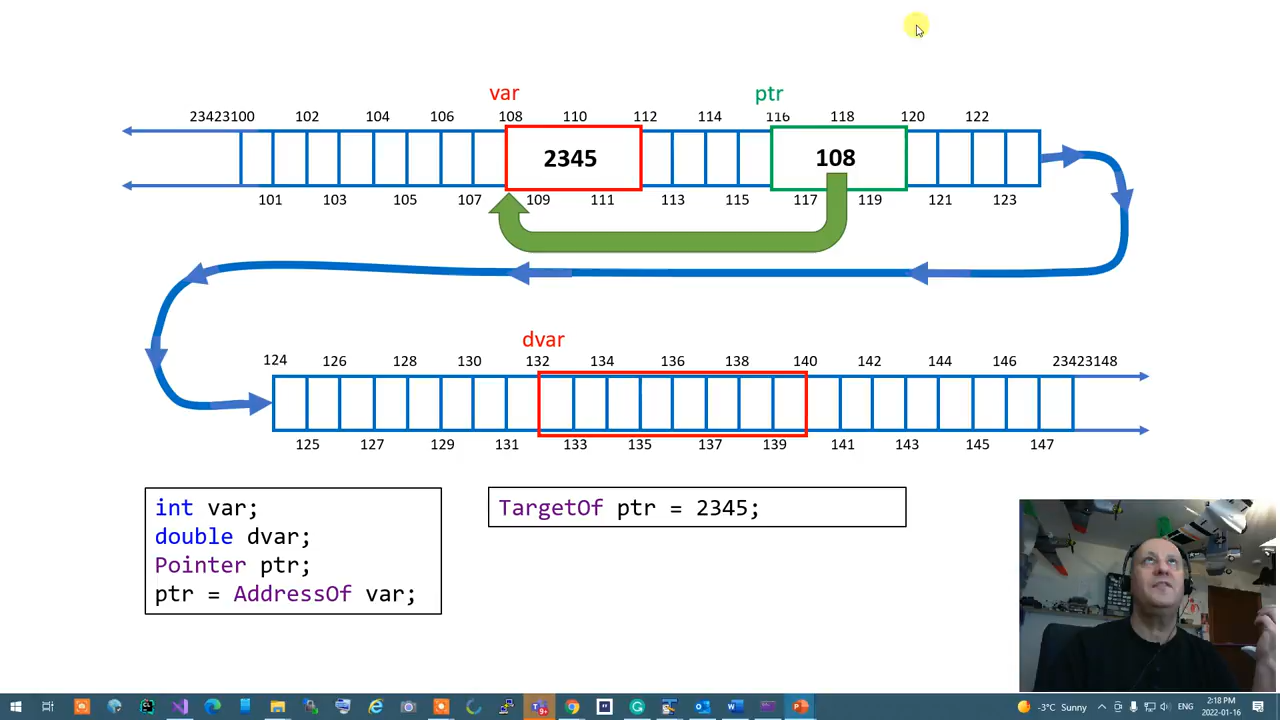 var ptr
23423100 102 104 106 108 110 112 114 116 118 120 122
2345 108
101 103 105 107 109 111 113 115 117 119 121 123
dvar
124 126 128 130 132 134 136 138 140 142 144 146 23423148
125 127 129 131 133 135 137 139 141 143 145 147
int var;
double dvar;
Pointer ptr;
ptr = AddressOf var;
TargetOf ptr = 2345;
-3°C Sunny ENG 2:18 PM
2022-01-16